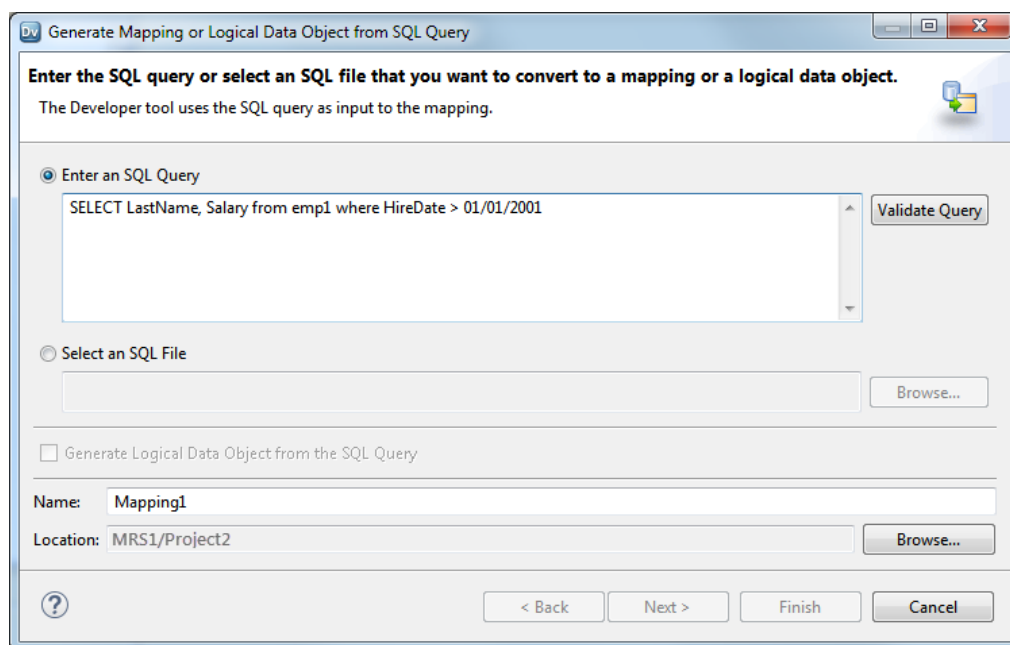 Dv Generate Mapping or Logical Data Object from SQL Query
Enter the SQL query or select an SQL file that you want to convert to a mapping or a logical data object.
The Developer tool uses the SQL query as input to the mapping.
Enter an SQL Query
SELECT LastName, Salary from emp1 where HireDate > 01/01/2001
Validate Query
Select an SQL File
Browse...
Generate Logical Data Object from the SQL Query
Name: Mapping1
Location: MRS1/Project2 Browse...
? < Back Next > Finish Cancel